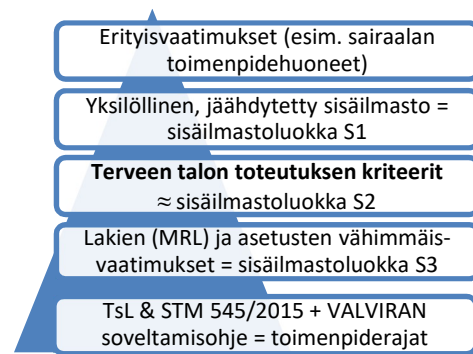 Erityisvaatimukset (esim. sairaalan
toimenpidehuoneet)
Yksilöllinen, jäähdytetty sisäilmasto =
sisäilmastoluokka S1
Terveen talon toteutuksen kriteerit
≈ sisäilmastoluokka S2
Lakien (MRL) ja asetusten vähimmäis-
vaatimukset = sisäilmastoluokka S3
TsL & STM 545/2015 + VALVIRAN
soveltamisohje = toimenpiderajat